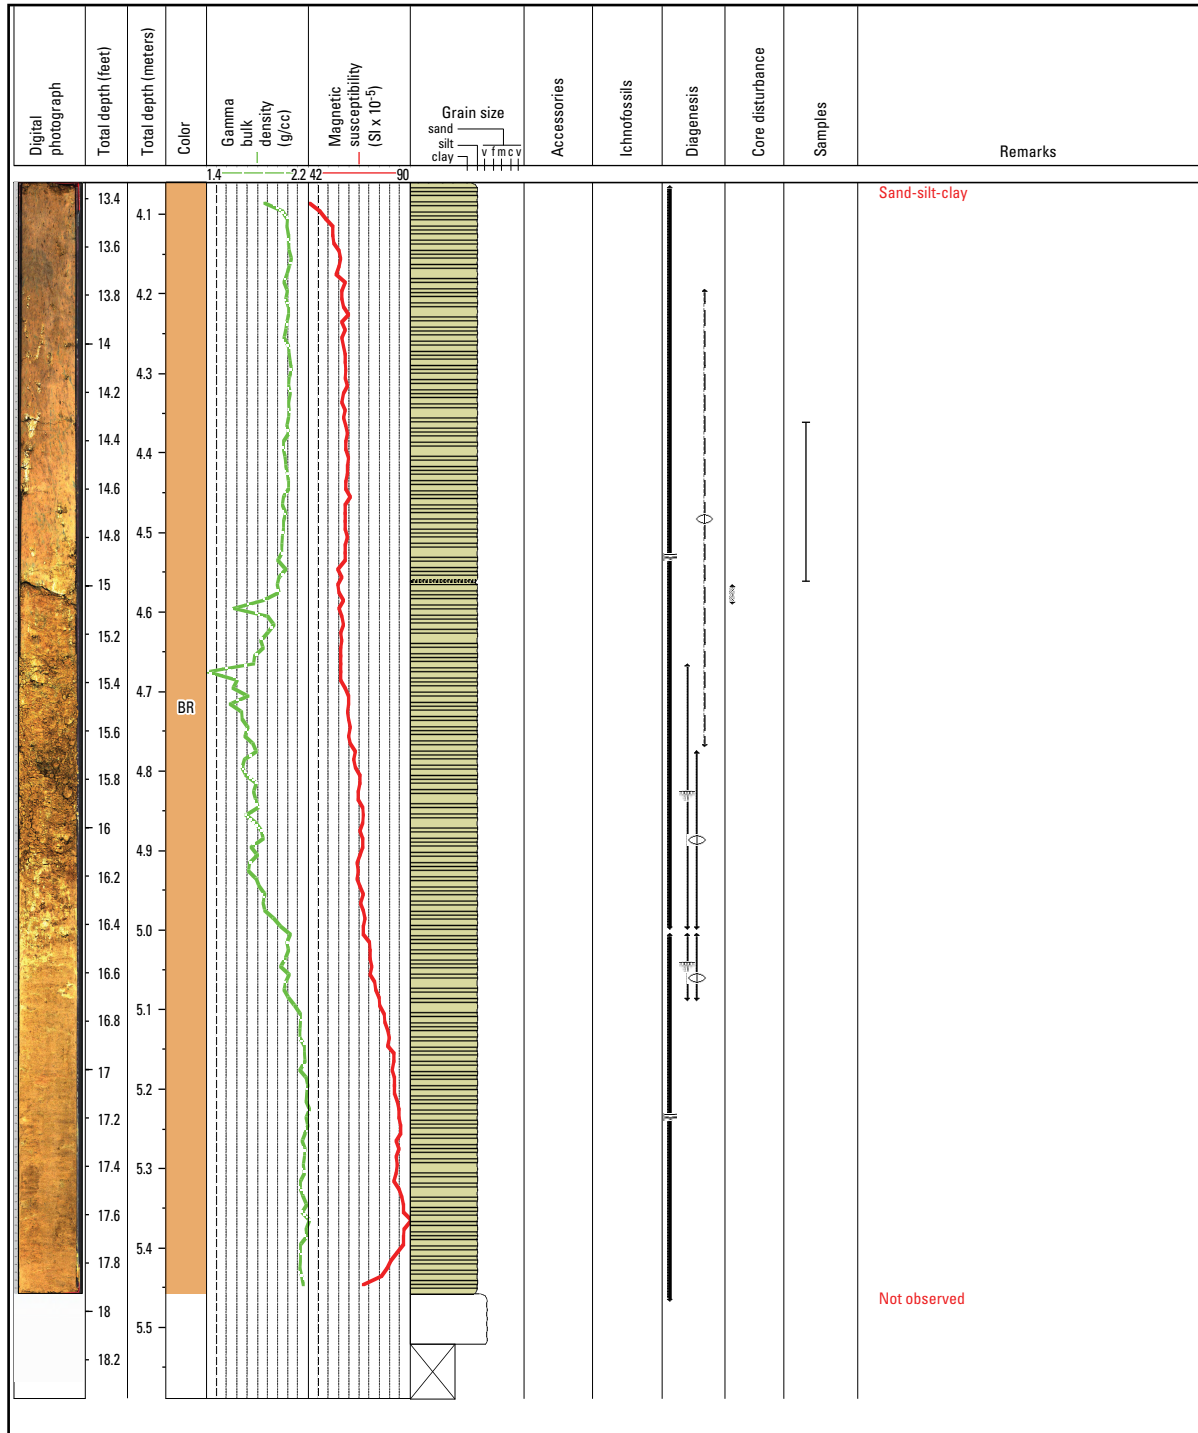 Digital
photograph
Total depth (feet)
Total depth (meters)
Color
Gamma
bulk
density
(g/cc)
Magnetic
susceptibility
(SI x 10-5)
Grain size
sand
silt
clay
v f m c v
Accessories
Ichnofossils
Diagenesis
Core disturbance
Samples
Remarks
1.4
2.2
42
90
13.4
13.6
13.8
14
14.2
14.4
14.6
14.8
15
15.2
15.4
15.6
15.8
16
16.2
16.4
16.6
16.8
17
17.2
17.4
17.6
17.8
18
18.2
4.1
4.2
4.3
4.4
4.5
4.6
4.7
4.8
4.9
5.0
5.1
5.2
5.3
5.4
5.5
BR
Sand-silt-clay
Not observed